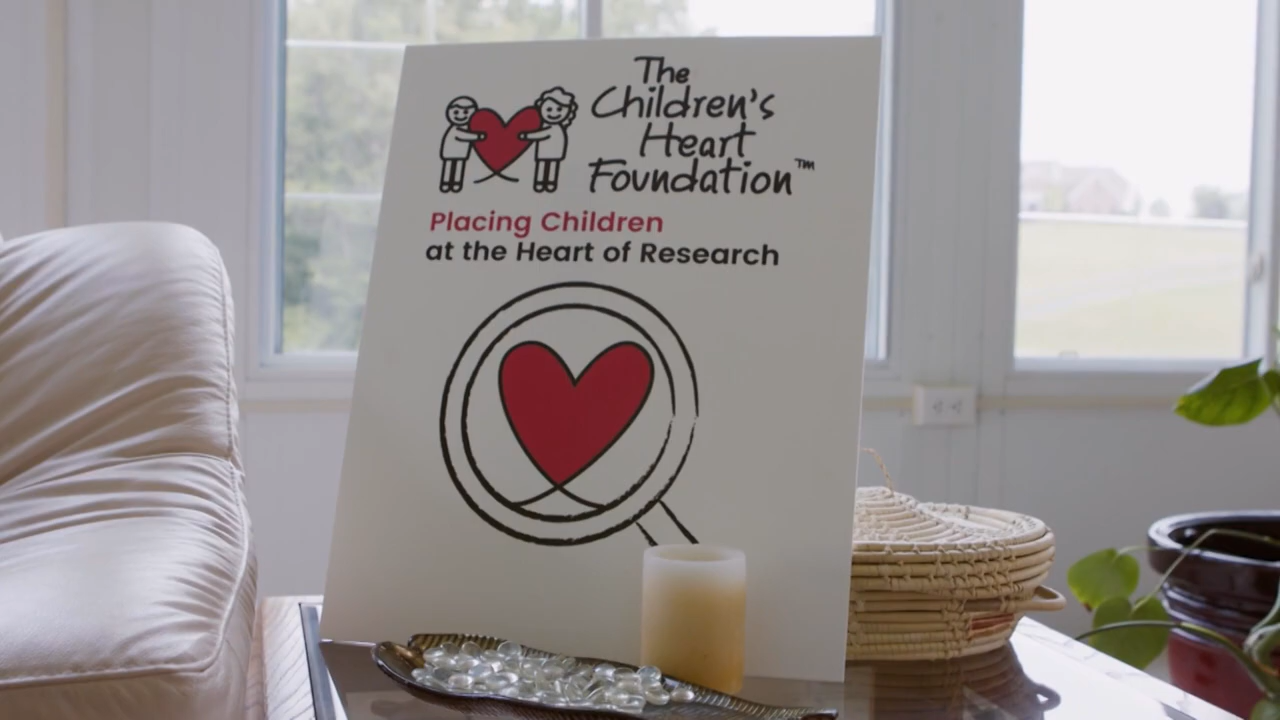 The
Children's
Heart
Foundation™
Placing Children
at the Heart of Research